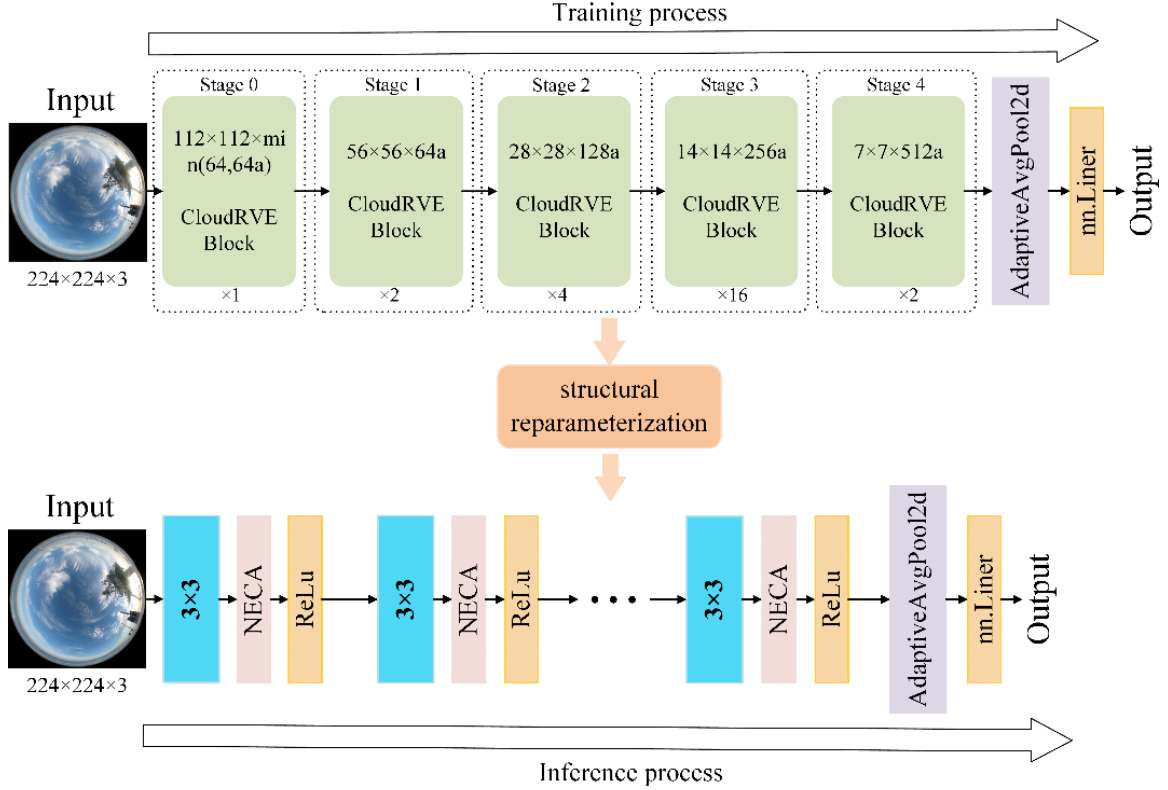 Training process
Input
224×224×3
Stage 0
112×112×mi
n(64,64a)
CloudRVE
Block
×1
Stage 1
56×56×64a
CloudRVE
Block
×2
Stage 2
28×28×128a
CloudRVE
Block
×4
Stage 3
14×14×256a
CloudRVE
Block
×16
Stage 4
7×7×512a
CloudRVE
Block
×2
AdaptiveAvgPool2d
nn.Liner
Output
structural
reparameterization
Input
224×224×3
3×3
NECA
ReLu
3×3
NECA
ReLu
• • •
3×3
NECA
ReLu
AdaptiveAvgPool2d
nn.Liner
Output
Inference process